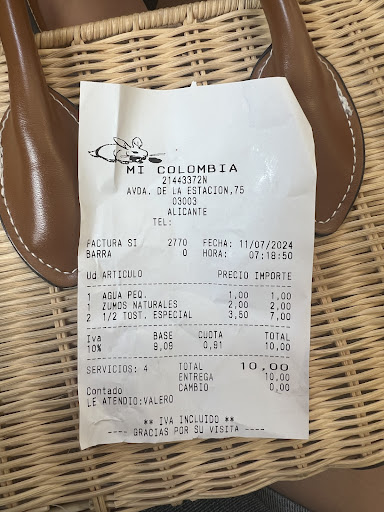 MI COLOMBIA
21443372N
AVDA. DE LA ESTACION,75
03003
ALICANTE
TEL:
FACTURA SI 2770 FECHA: 11/07/2024
BARRA 0 HORA: 07:18:50
Ud ARTICULO PRECIO IMPORTE
1 AGUA PEQ. 1,00 1,00
1 ZUMOS NATURALES 2,00 2,00
2 1/2 TOST. ESPECIAL 3,50 7,00
Iva BASE CUOTA TOTAL
10% 9,09 0,91 10,00
SERVICIOS: 4 TOTAL 10,00
ENTREGA 10,00
Contado CAMBIO 0,00
LE ATENDIO:VALERO
** IVA INCLUIDO **
---- GRACIAS POR SU VISITA ----